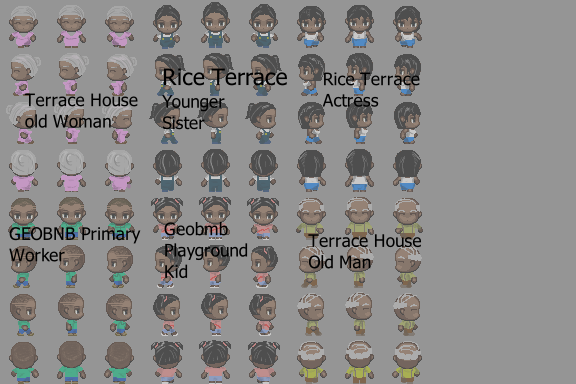 Rice Terrace
Younger
Sister
Rice Terrace
Actress
Terrace House
old Woman
GEOBNB Primary
Worker
Geobmb
Playground
Kid
Terrace House
Old Man